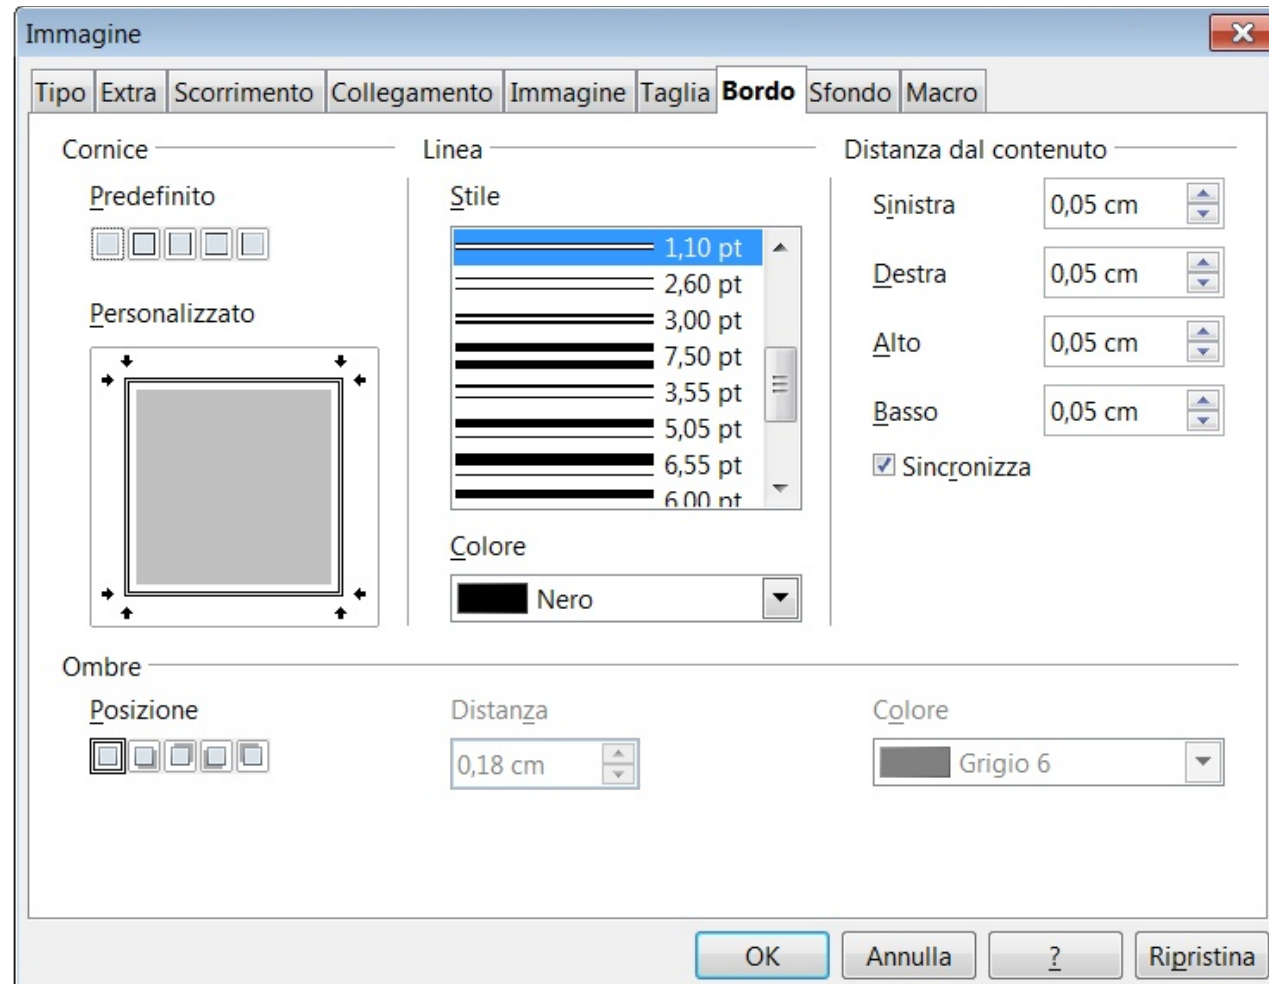 Immagine
Tipo Extra Scorrimento Collegamento Immagine Taglia Bordo Sfondo Macro
Cornice
Predefinito
Personalizzato
Linea
Stile
1,10 pt
2,60 pt
3,00 pt
7,50 pt
3,55 pt
5,05 pt
6,55 pt
6,00 pt
Colore
Nero
Distanza dal contenuto
Sinistra 0,05 cm
Destra 0,05 cm
Alto 0,05 cm
Basso 0,05 cm
Sincronizza
Ombre
Posizione
Distanza
0,18 cm
Colore
Grigio 6
OK Annulla ? Ripristina